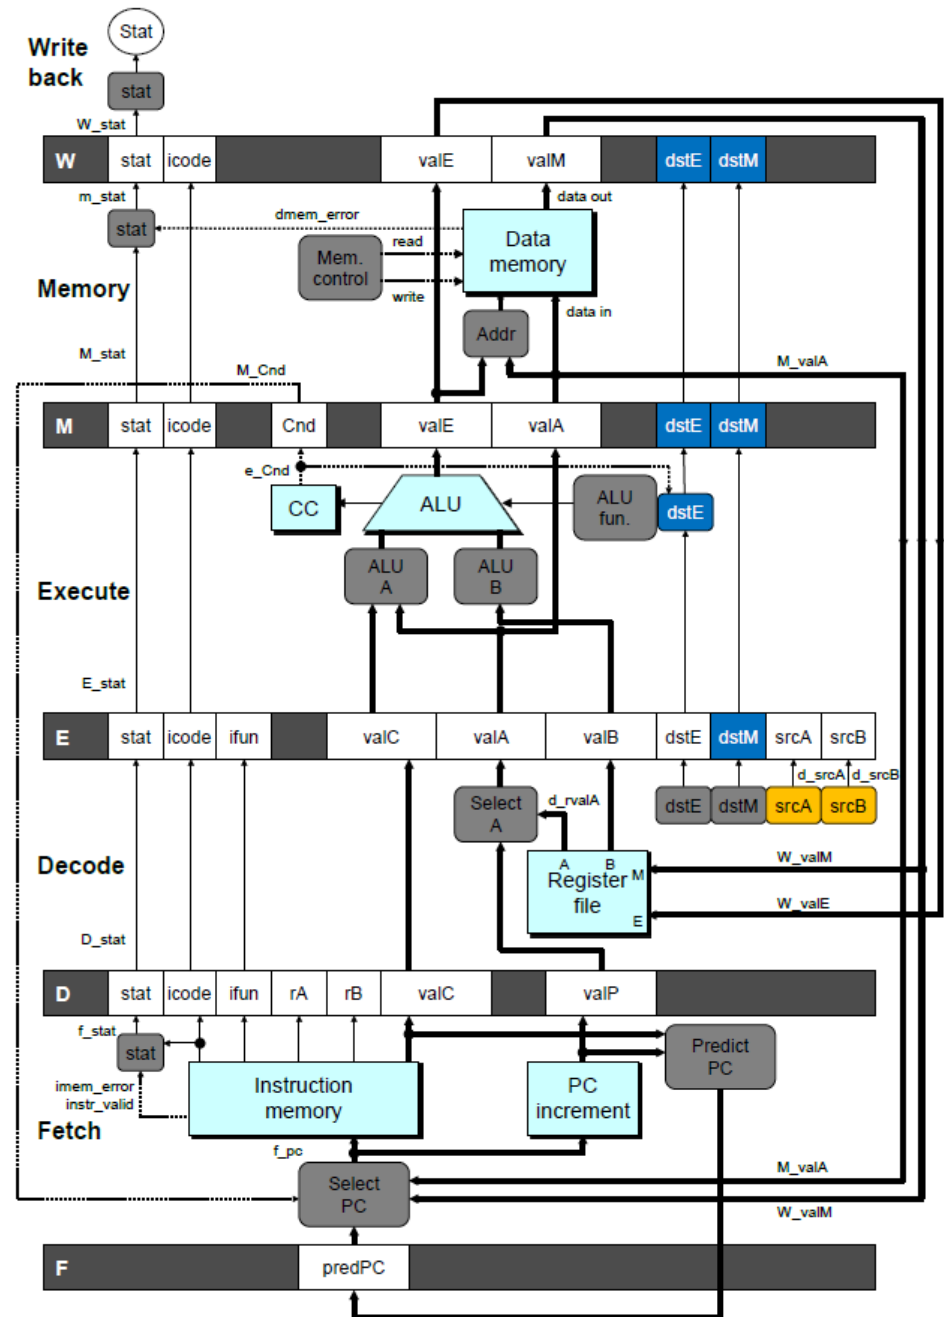 Stat
Write
back
stat
W_stat
W stat icode valE valM dstE dstM
m_stat
data out
dmem_error
stat
read
Mem.
control
Data
memory
write
Memory
data in
Addr
M_stat
M_Cnd
M_valA
M stat icode Cnd valE valA dstE dstM
e_Cnd
CC
ALU
ALU
fun.
dstE
ALU
A
ALU
B
Execute
E_stat
E stat icode ifun valC valA valB dstE dstM srcA srcB
d_srcA d_srcB
Select
A
d_rvalA
dstE dstM srcA srcB
Decode
A B
M
Register
file
E
W_valM
W_valE
D_stat
D stat icode ifun rA rB valC valP
f_stat
stat
Predict
PC
imem_error
instr_valid
Instruction
memory
PC
increment
Fetch
f_pc
M_valA
Select
PC
W_valM
F predPC